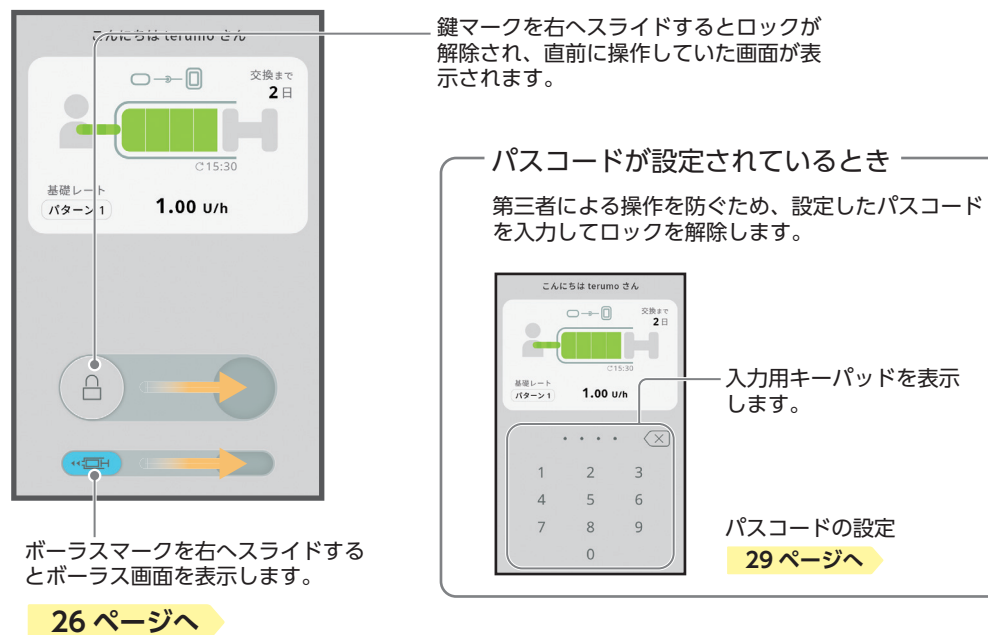 こんにちは terumo さん
交換まで
2日
15:30
基礎レート
パターン 1
1.00 U/h
鍵マークを右へスライドするとロックが
解除され、直前に操作していた画面が表
示されます。
ボーラスマークを右へスライドする
とボーラス画面を表示します。
26 ページへ
パスコードが設定されているとき
第三者による操作を防ぐため、設定したパスコード
を入力してロックを解除します。
こんにちは terumo さん
交換まで
2日
15:30
基礎レート
パターン 1
1.00 U/h
1 2 3
4 5 6
7 8 9
0
入力用キーパッドを表示
します。
パスコードの設定
29 ページへ